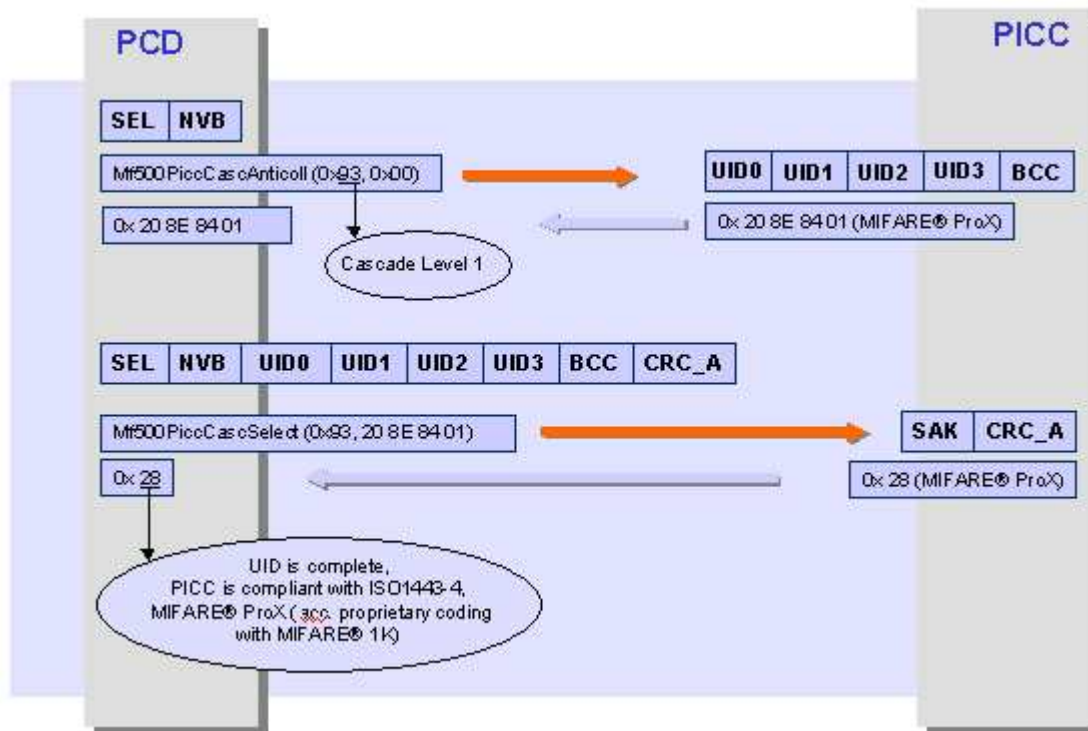 PCD
PICC
SEL NVB
Mf500PiccCascAnticoll (0x93, 0x00)
UID0 UID1 UID2 UID3 BCC
0x 20 8E 84 01
0x 20 8E 84 01 (MIFARE® ProX)
Cascade Level 1
SEL NVB UID0 UID1 UID2 UID3 BCC CRC_A
Mf500PiccCascSelect (0x93, 20 8E 84 01)
SAK CRC_A
0x 28
0x 28 (MIFARE® ProX)
UID is complete,
PICC is compliant with ISO1443-4,
MIFARE® ProX ( acc. proprietary coding
with MIFARE® 1K)